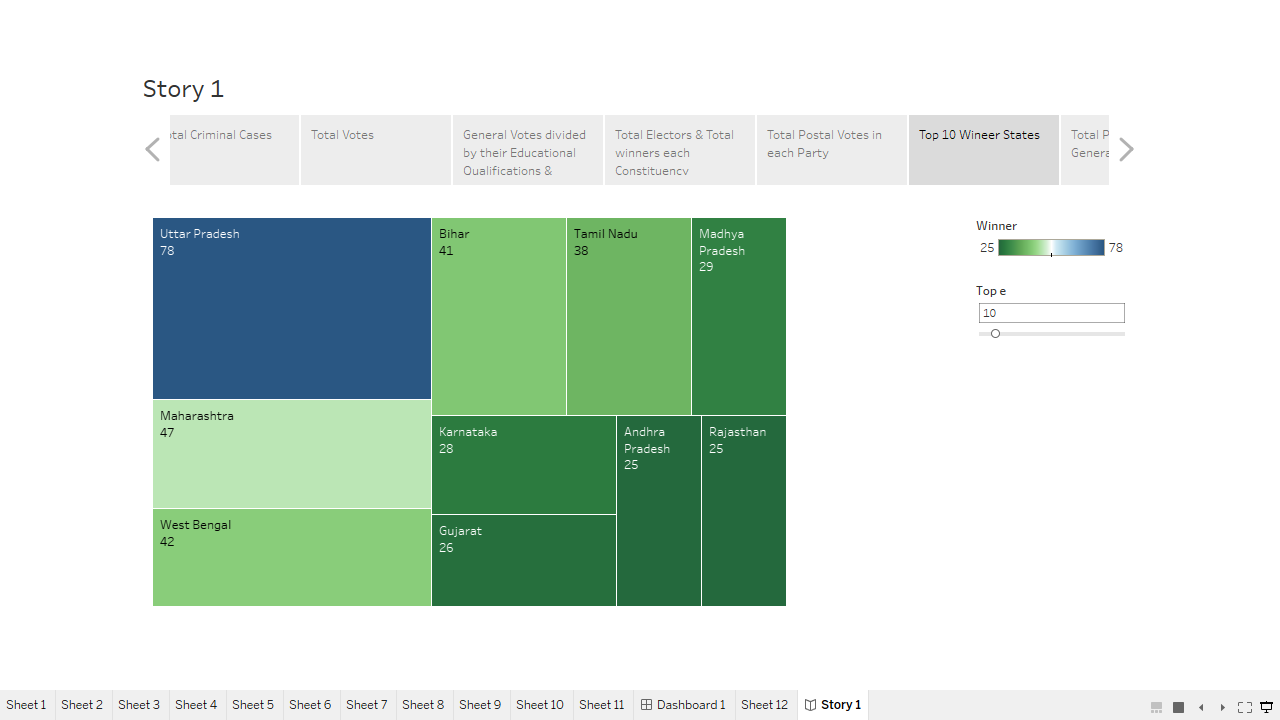 Story 1
tal Criminal Cases
Total Votes
General Votes divided
by their Educational
Qualifications &
Total Electors & Total
winners each
Constituency
Total Postal Votes in
each Party
Top 10 Wineer States
Total P
Genera
Uttar Pradesh
78
Maharashtra
47
West Bengal
42
Bihar
41
Tamil Nadu
38
Madhya
Pradesh
29
Karnataka
28
Gujarat
26
Andhra
Pradesh
25
Rajasthan
25
Winner
25 78
Top e
10
Sheet 1 Sheet 2 Sheet 3 Sheet 4 Sheet 5 Sheet 6 Sheet 7 Sheet 8 Sheet 9 Sheet 10 Sheet 11 Dashboard 1 Sheet 12 Story 1